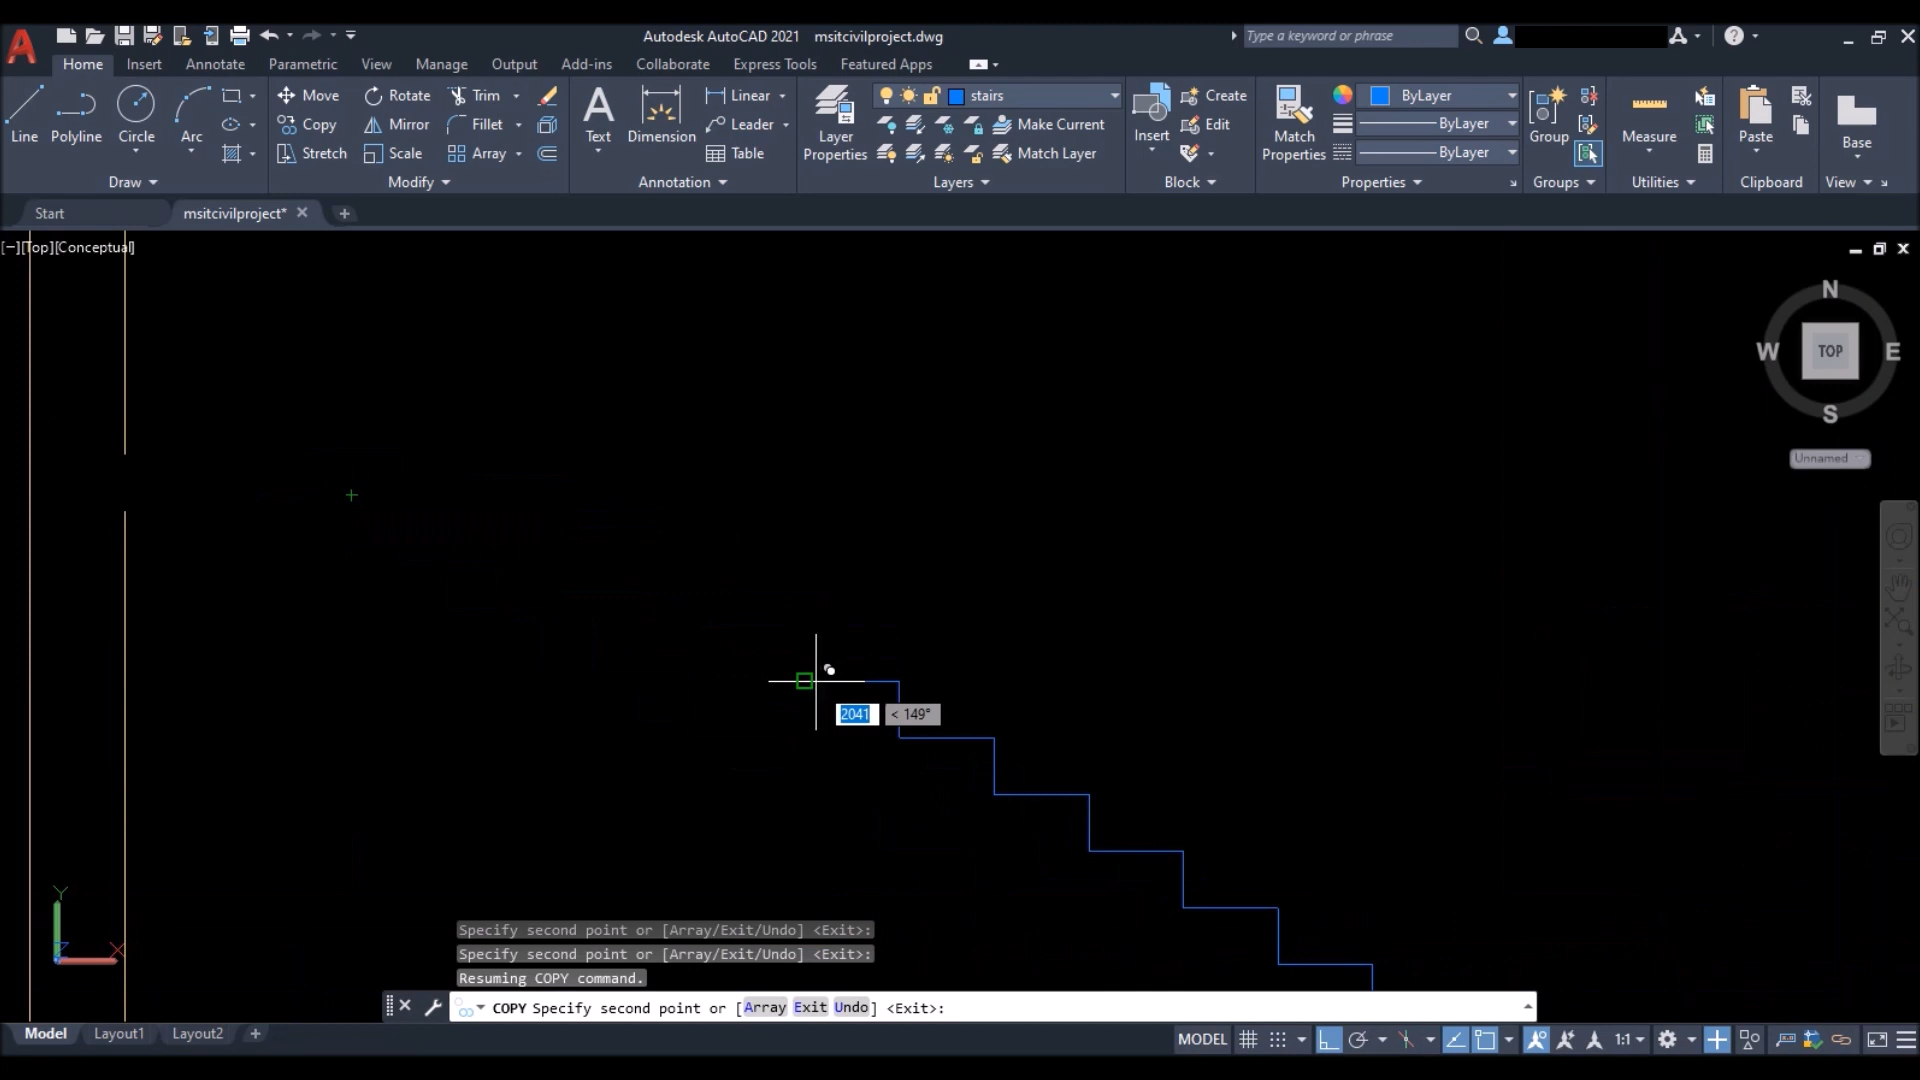 Autodesk AutoCAD 2021 msitcivilproject.dwg
Type a keyword or phrase
Home Insert Annotate Parametric View Manage Output Add-ins Collaborate Express Tools Featured Apps
Line Polyline Circle Arc
Move Rotate Trim
Copy Mirror Fillet
Stretch Scale Array
Text Dimension
Linear
Leader
Table
Layer Properties
stairs
Make Current
Match Layer
Insert
Create
Edit
Match Properties
ByLayer
ByLayer
ByLayer
Group
Measure
Paste
Base
Draw Modify Annotation Layers Block Properties Groups Utilities Clipboard View
Start msitcivilproject*
[−][Top][Conceptual]
N
W TOP E
S
Unnamed
2041 < 149°
Y
Z X
Specify second point or [Array/Exit/Undo] <Exit>:
Specify second point or [Array/Exit/Undo] <Exit>:
Resuming COPY command.
COPY Specify second point or [Array Exit Undo] <Exit>:
Model Layout1 Layout2 +
MODEL 1:1